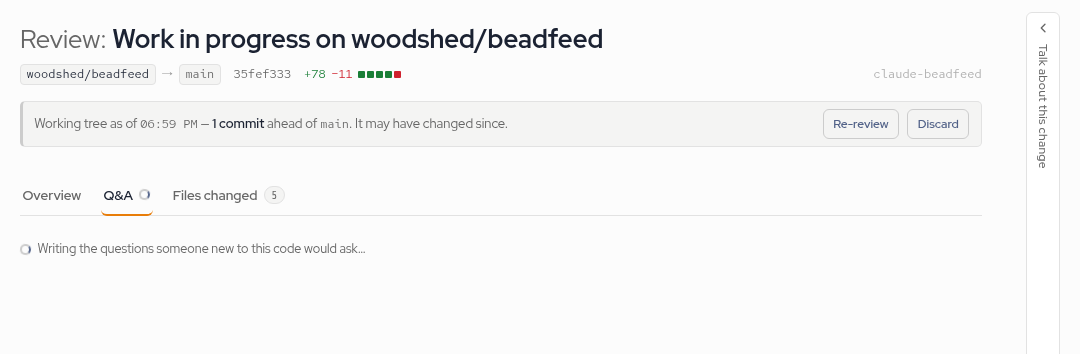 Review: Work in progress on woodshed/beadfeed
woodshed/beadfeed → main 35fef333 +78 −11 claude-beadfeed
Working tree as of 06:59 PM — 1 commit ahead of main. It may have changed since. Re-review Discard
Overview Q&A Files changed 5
Writing the questions someone new to this code would ask…
Talk about this change